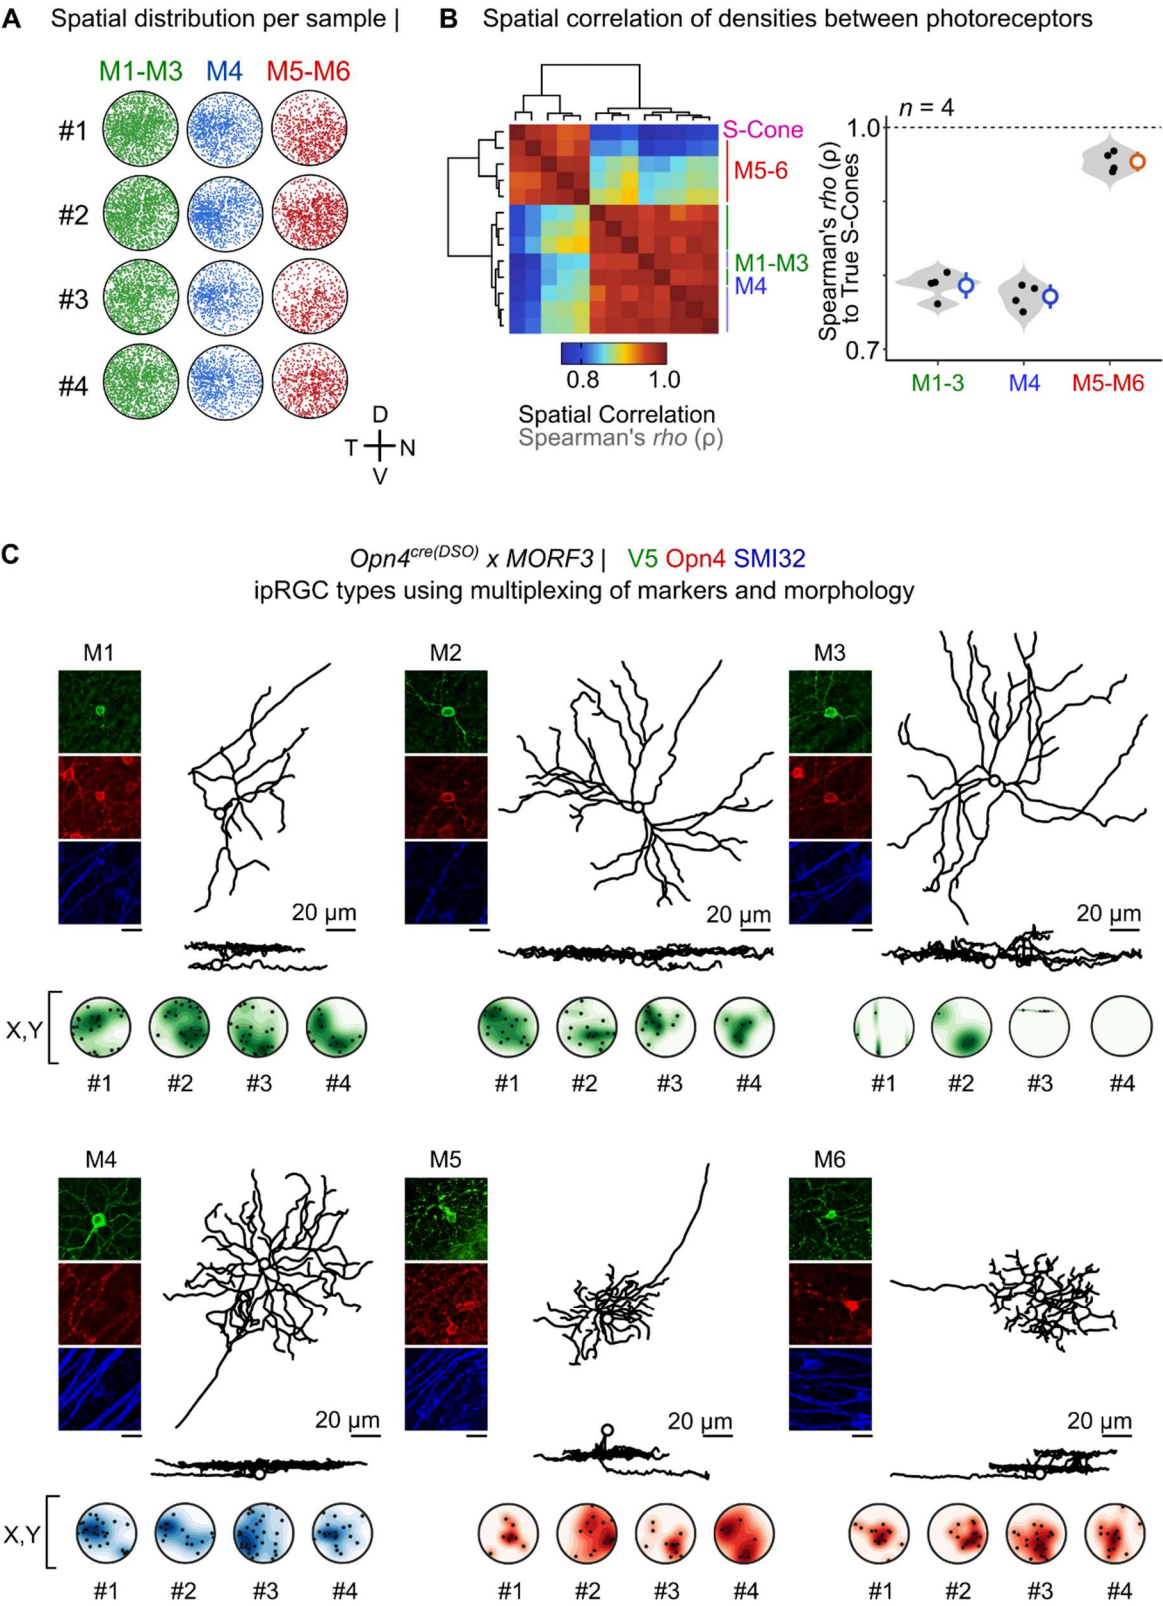 A Spatial distribution per sample |
M1-M3 M4 M5-M6
#1
#2
#3
#4
D
T N
V
B Spatial correlation of densities between photoreceptors
S-Cone
M5-6
M1-M3
M4
0.8 1.0
Spatial Correlation
Spearman's rho (ρ)
n = 4
1.0
0.7
Spearman's rho (ρ)
to True S-Cones
M1-3 M4 M5-M6
C
Opn4cre(DSO) x MORF3 | V5 Opn4 SMI32
ipRGC types using multiplexing of markers and morphology
M1 M2 M3
20 µm 20 µm 20 µm
X,Y
#1 #2 #3 #4 #1 #2 #3 #4 #1 #2 #3 #4
M4 M5 M6
20 µm 20 µm 20 µm
X,Y
#1 #2 #3 #4 #1 #2 #3 #4 #1 #2 #3 #4